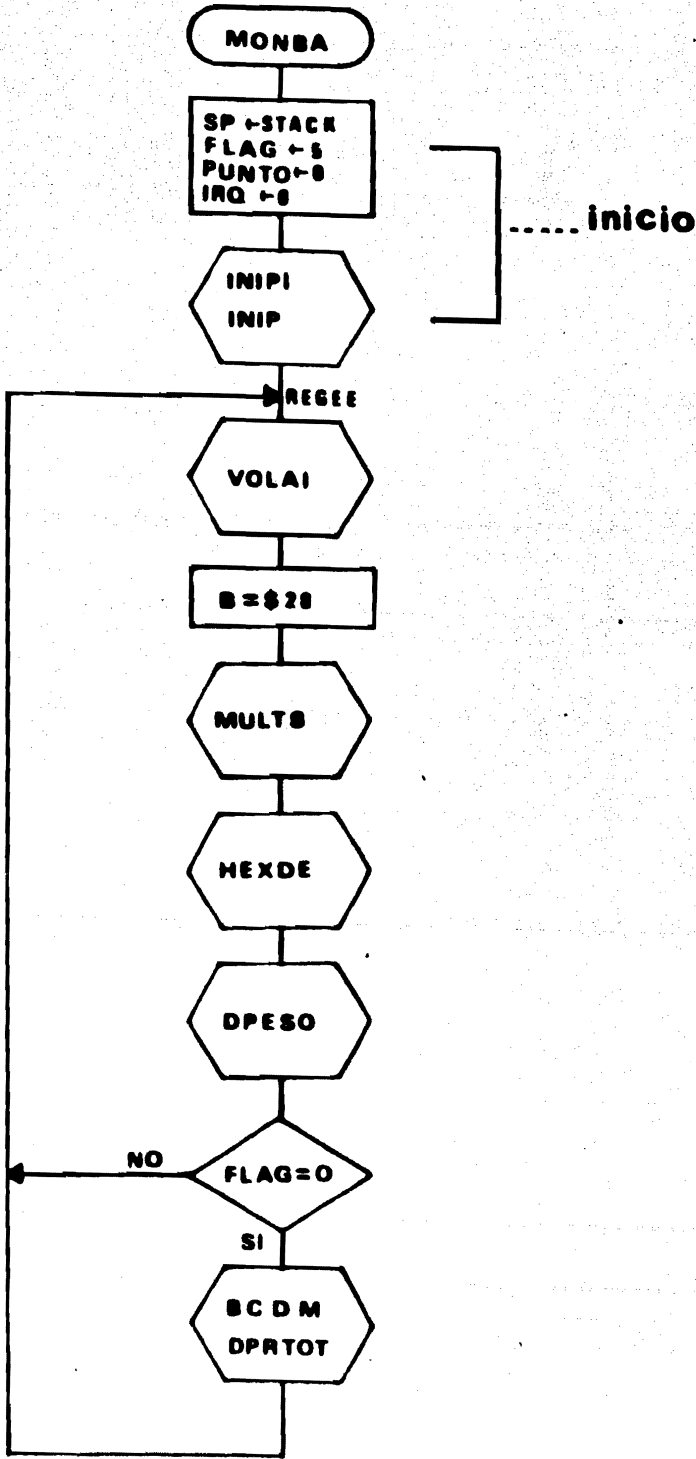 MONBA
SP ←STACK
FLAG ← 5
PUNTO←0
IRQ ←0
inicio
INIPI
INIP
REGEE
VOLAI
B = $ 28
MULT8
HEXDE
DPESO
FLAG=0
NO
SI
BCDM
DPRTOT